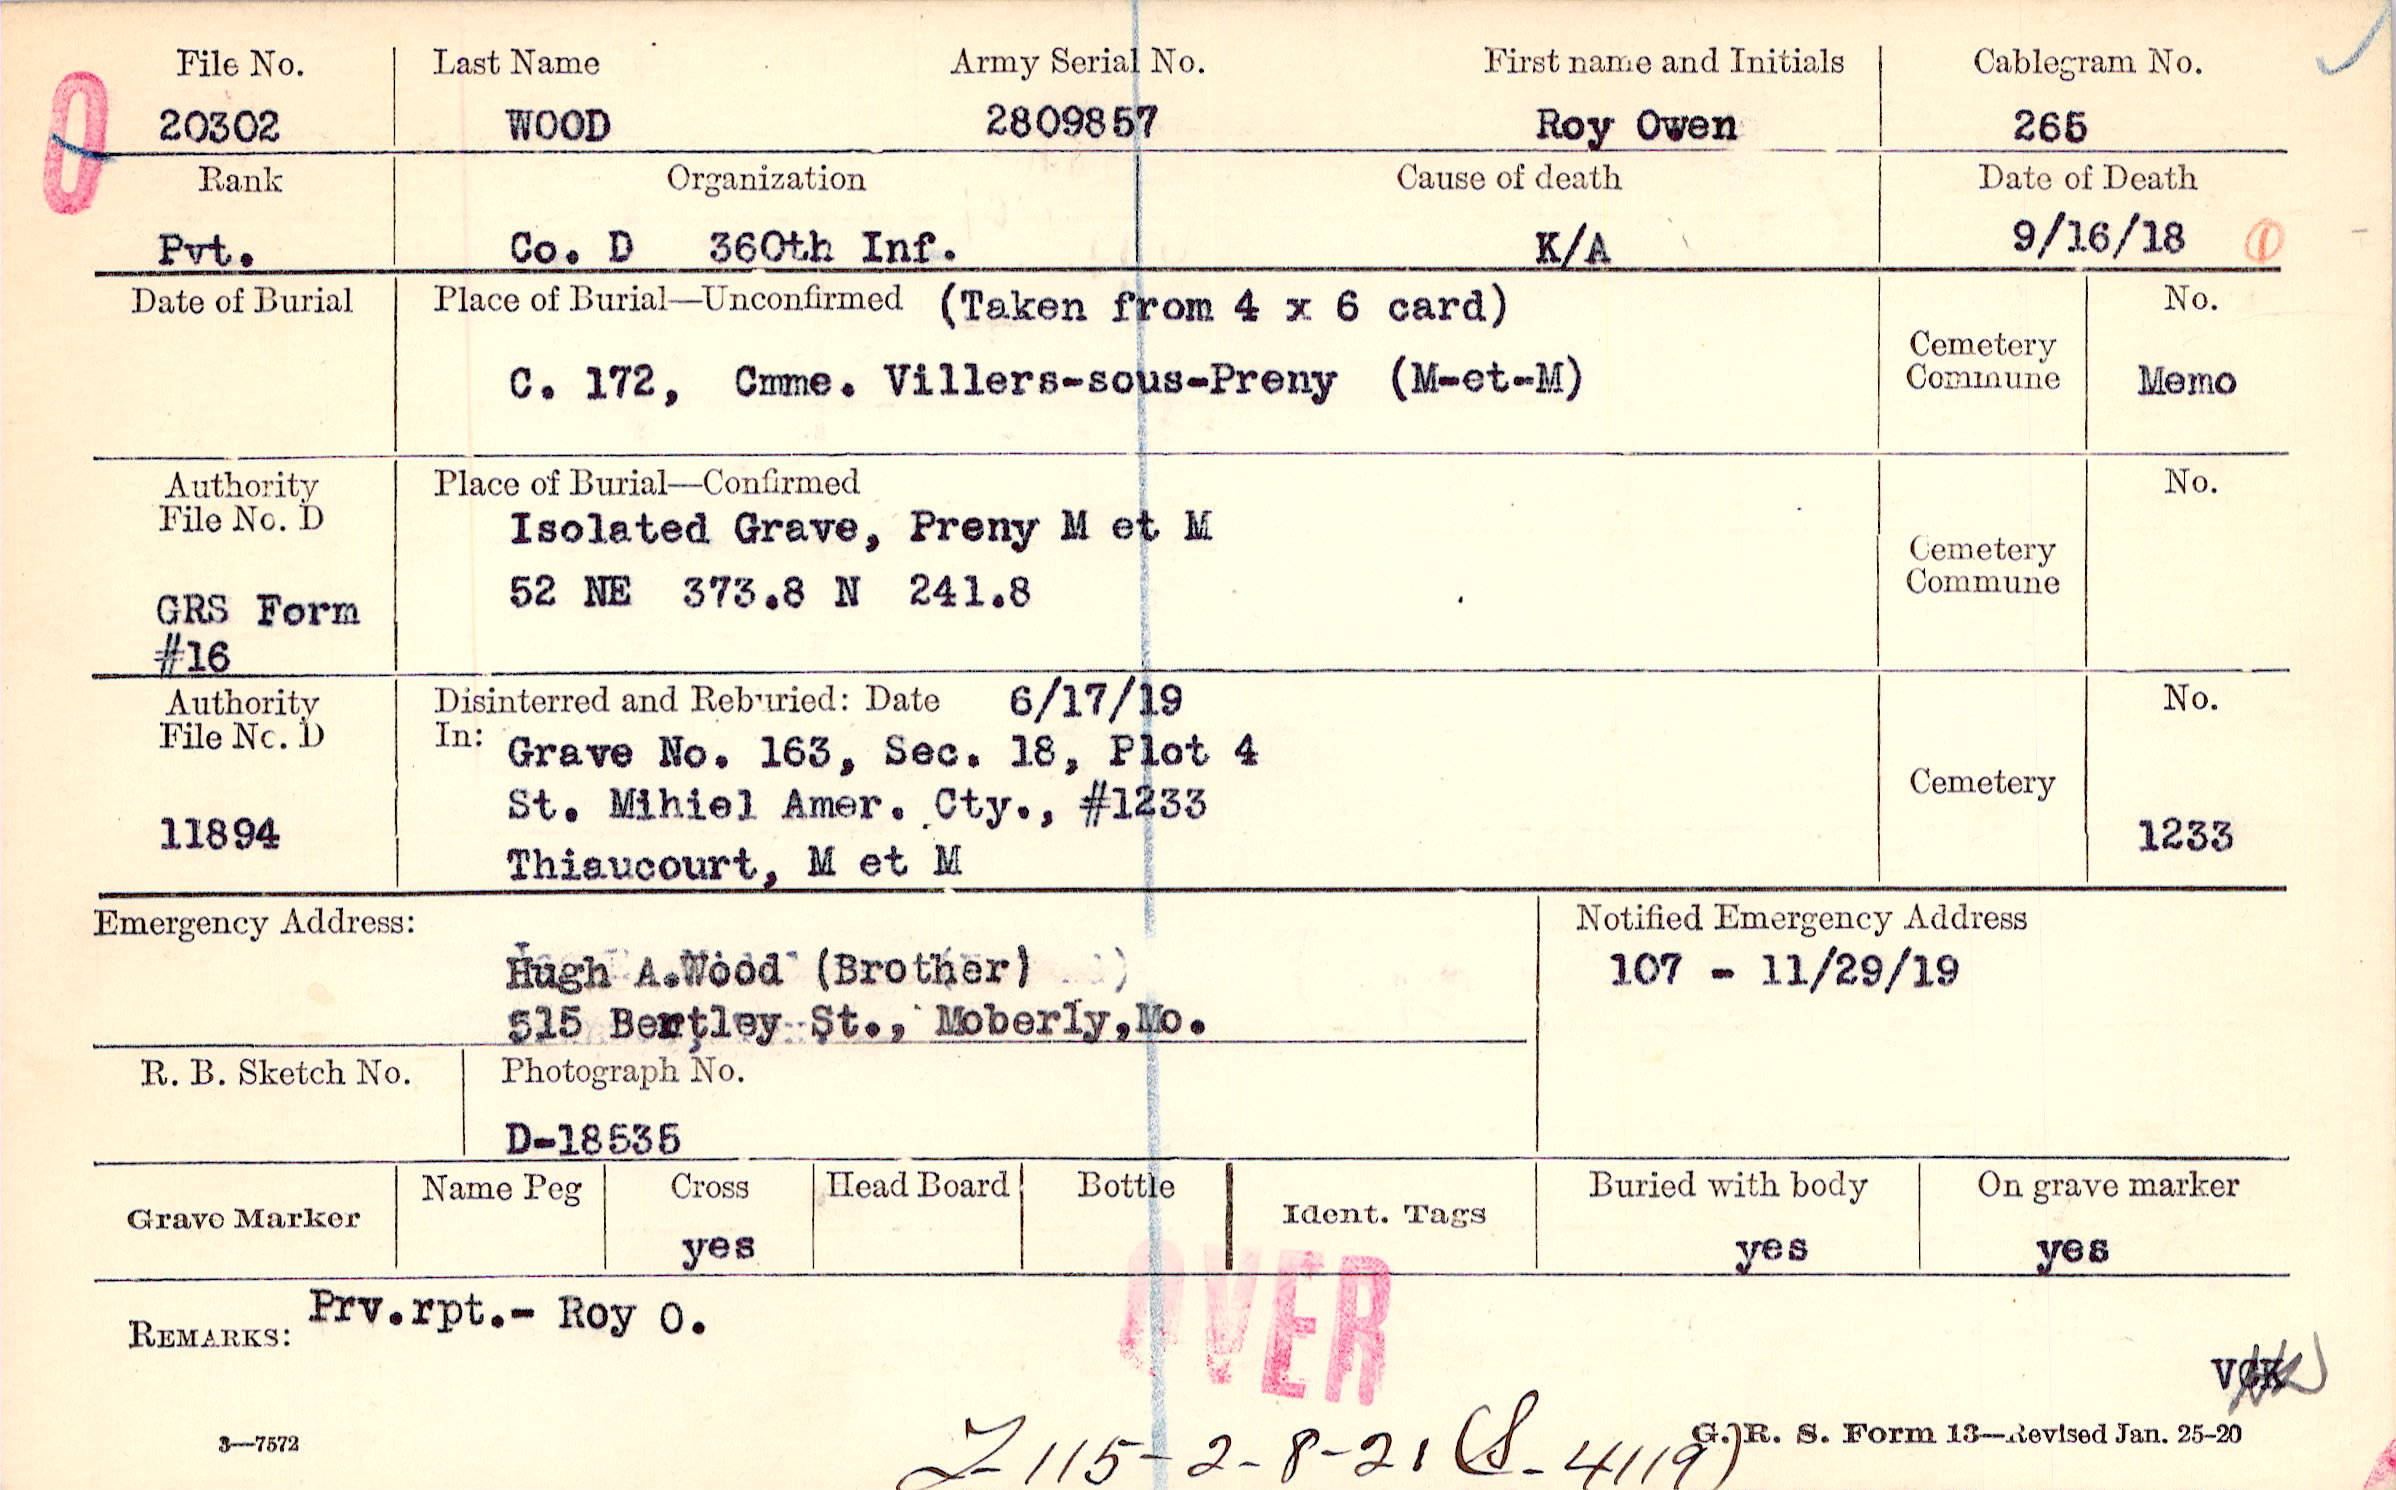 File No. Last Name Army Serial No. First name and Initials Cablegram No.
20302 WOOD 2809857 Roy Owen 265
Rank Organization Cause of death Date of Death
Pvt. Co. D 360th Inf. K/A 9/16/18
Date of Burial Place of Burial—Unconfirmed (Taken from 4 x 6 card) No.
C. 172, Cmme. Villers-sous-Preny (M-et-M) Cemetery Commune Memo
Authority File No. D Place of Burial—Confirmed No.
Isolated Grave, Preny M et M
52 NE 373.8 N 241.8 Cemetery Commune
GRS Form
#16
Authority File No. D Disinterred and Reburied: Date 6/17/19 No.
In: Grave No. 163, Sec. 18, Plot 4
St. Mihiel Amer. Cty., #1233 Cemetery
11894 Thiaucourt, M et M 1233
Emergency Address: Notified Emergency Address
Hugh A.Wood (Brother) 107 - 11/29/19
515 Bertley St., Moberly,Mo.
R. B. Sketch No. Photograph No.
D-18535
Grave Marker Name Peg Cross Head Board Bottle Ident. Tags Buried with body On grave marker
yes yes yes
OVER
REMARKS: Prv.rpt.- Roy O.
VCK
3—7572 G. R. S. Form 13—Revised Jan. 25-20
115-2-8-21 (S-4119)